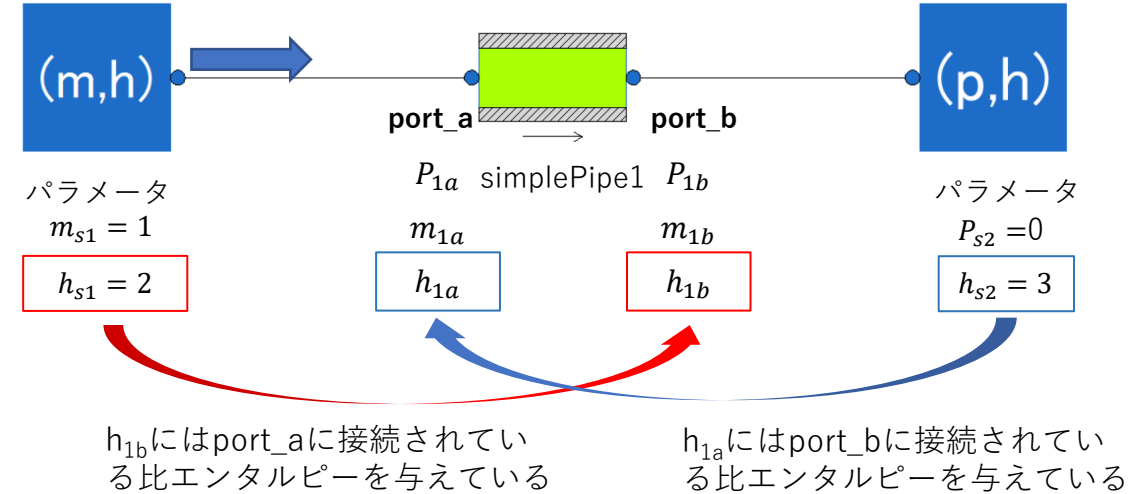 (m,h)
(p,h)
port_a
port_b
P1a simplePipe1 P1b
パラメータ
パラメータ
ms1 = 1
m1a
m1b
Ps2 =0
hs1 = 2
h1a
h1b
hs2 = 3
h1bにはport_aに接続されてい
る比エンタルピーを与えている
h1aにはport_bに接続されてい
る比エンタルピーを与えている